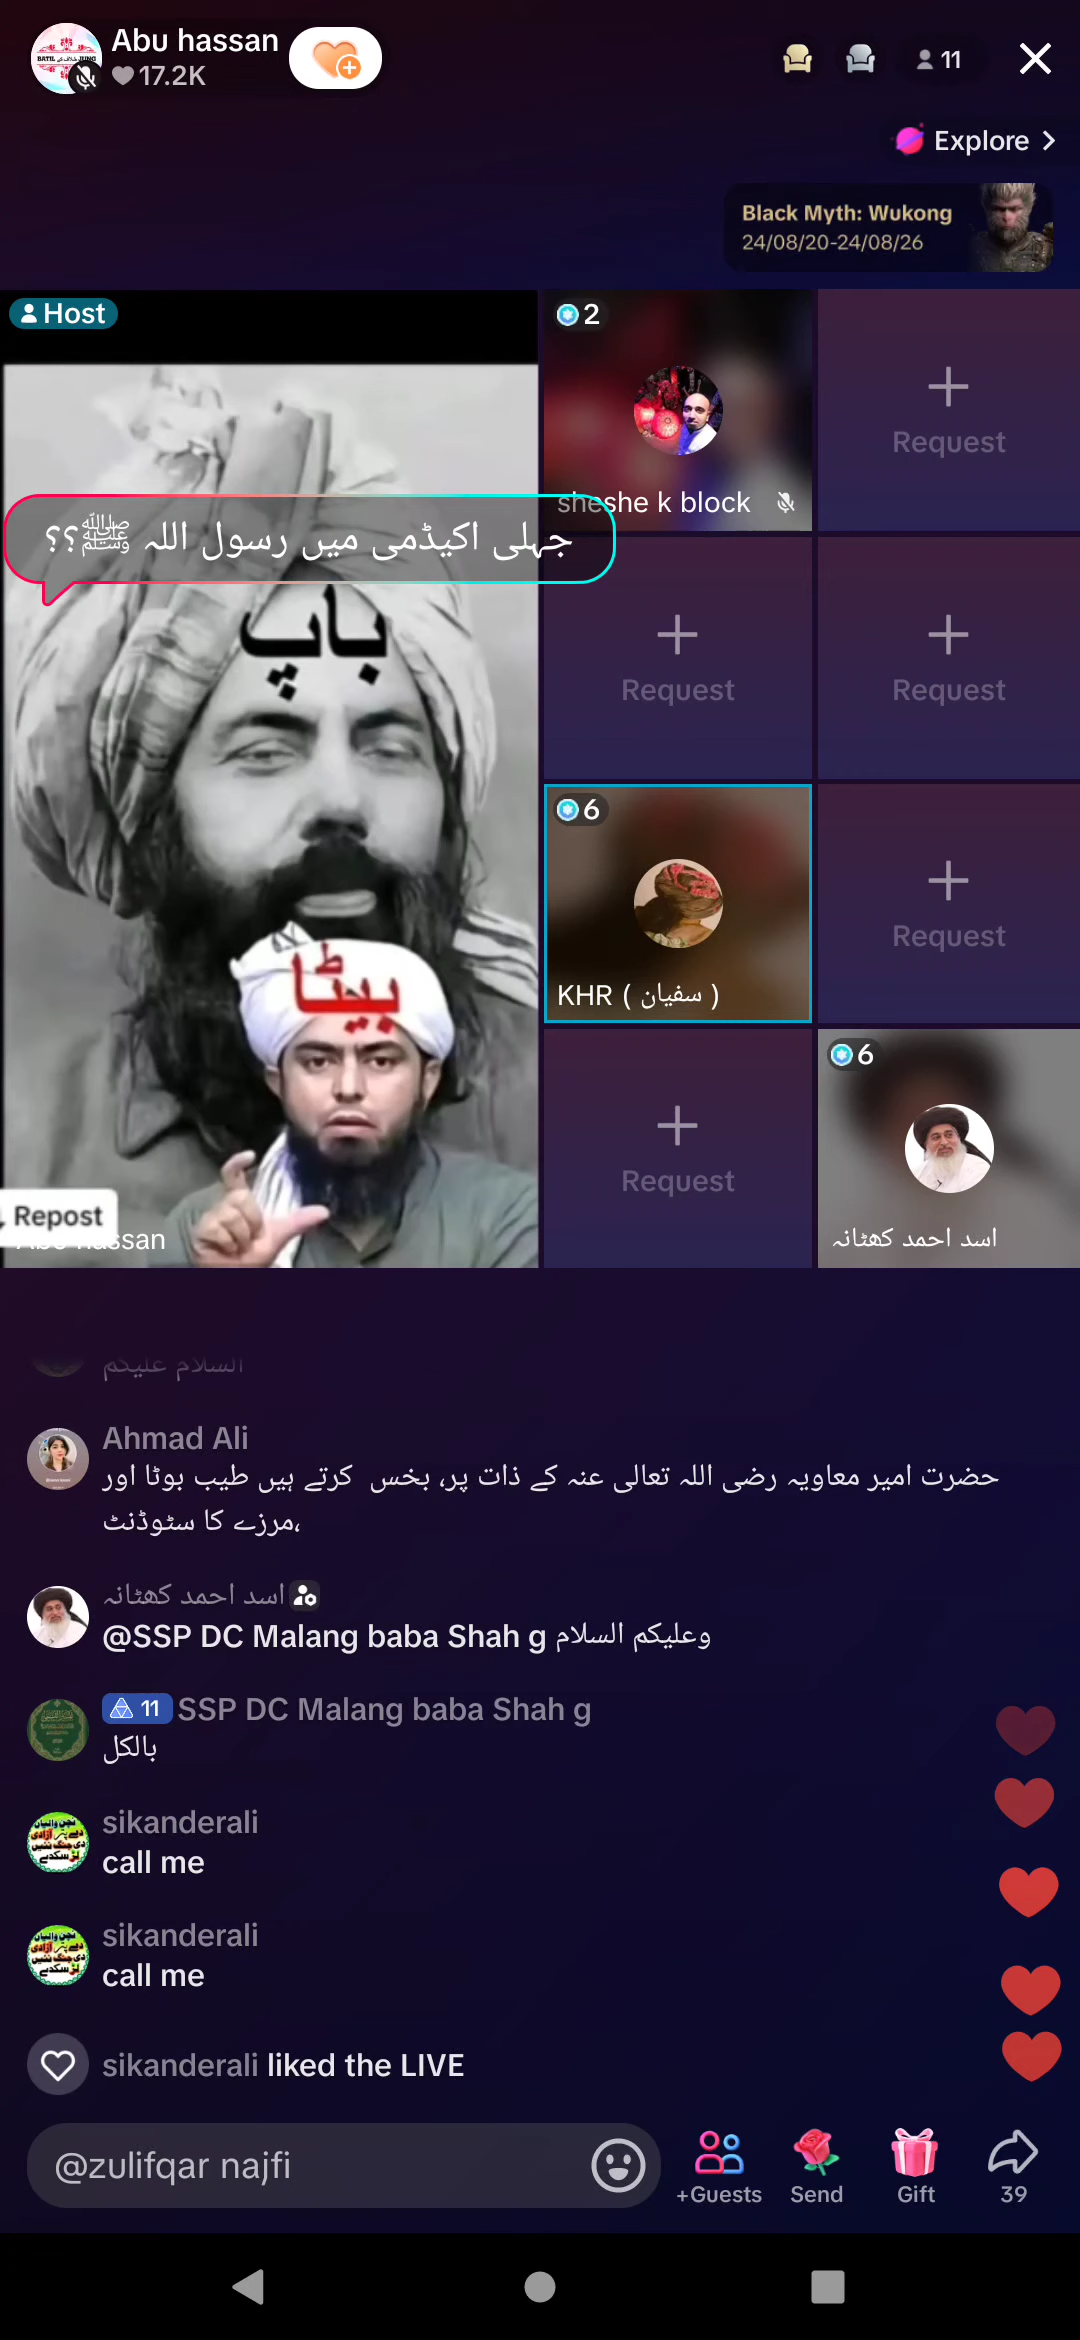 Abu hassan
17.2K
11
Explore
Black Myth: Wukong
24/08/20-24/08/26
Host
2
Request
sheshe k block
جہلی اکیڈمی میں رسول اللہ ﷺ؟؟
باپ
Request
Request
6
بیٹا
KHR ( سفیان )
Request
6
Request
Repost
Abu hassan
اسد احمد کھٹانہ
السلام علیکم
Ahmad Ali
حضرت امیر معاویہ رضی اللہ تعالی عنہ کے ذات پر، بخس کرتے ہیں طیب بوٹا اور
مرزے کا سٹوڈنٹ،
اسد احمد کھٹانہ
@SSP DC Malang baba Shah g وعلیکم السلام
11 SSP DC Malang baba Shah g
بالکل
sikanderali
call me
sikanderali
call me
sikanderali liked the LIVE
@zulifqar najfi
+Guests
Send
Gift
39